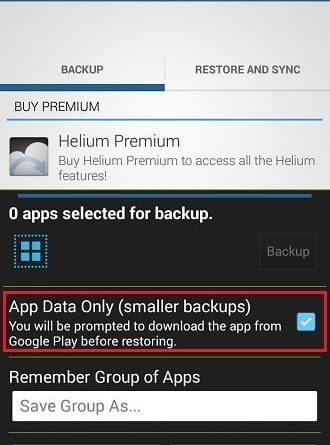 BACKUP
RESTORE AND SYNC
BUY PREMIUM
Helium Premium
Buy Helium Premium to access all the Helium
features!
0 apps selected for backup.
Backup
App Data Only (smaller backups)
You will be prompted to download the app from
Google Play before restoring.
Remember Group of Apps
Save Group As...